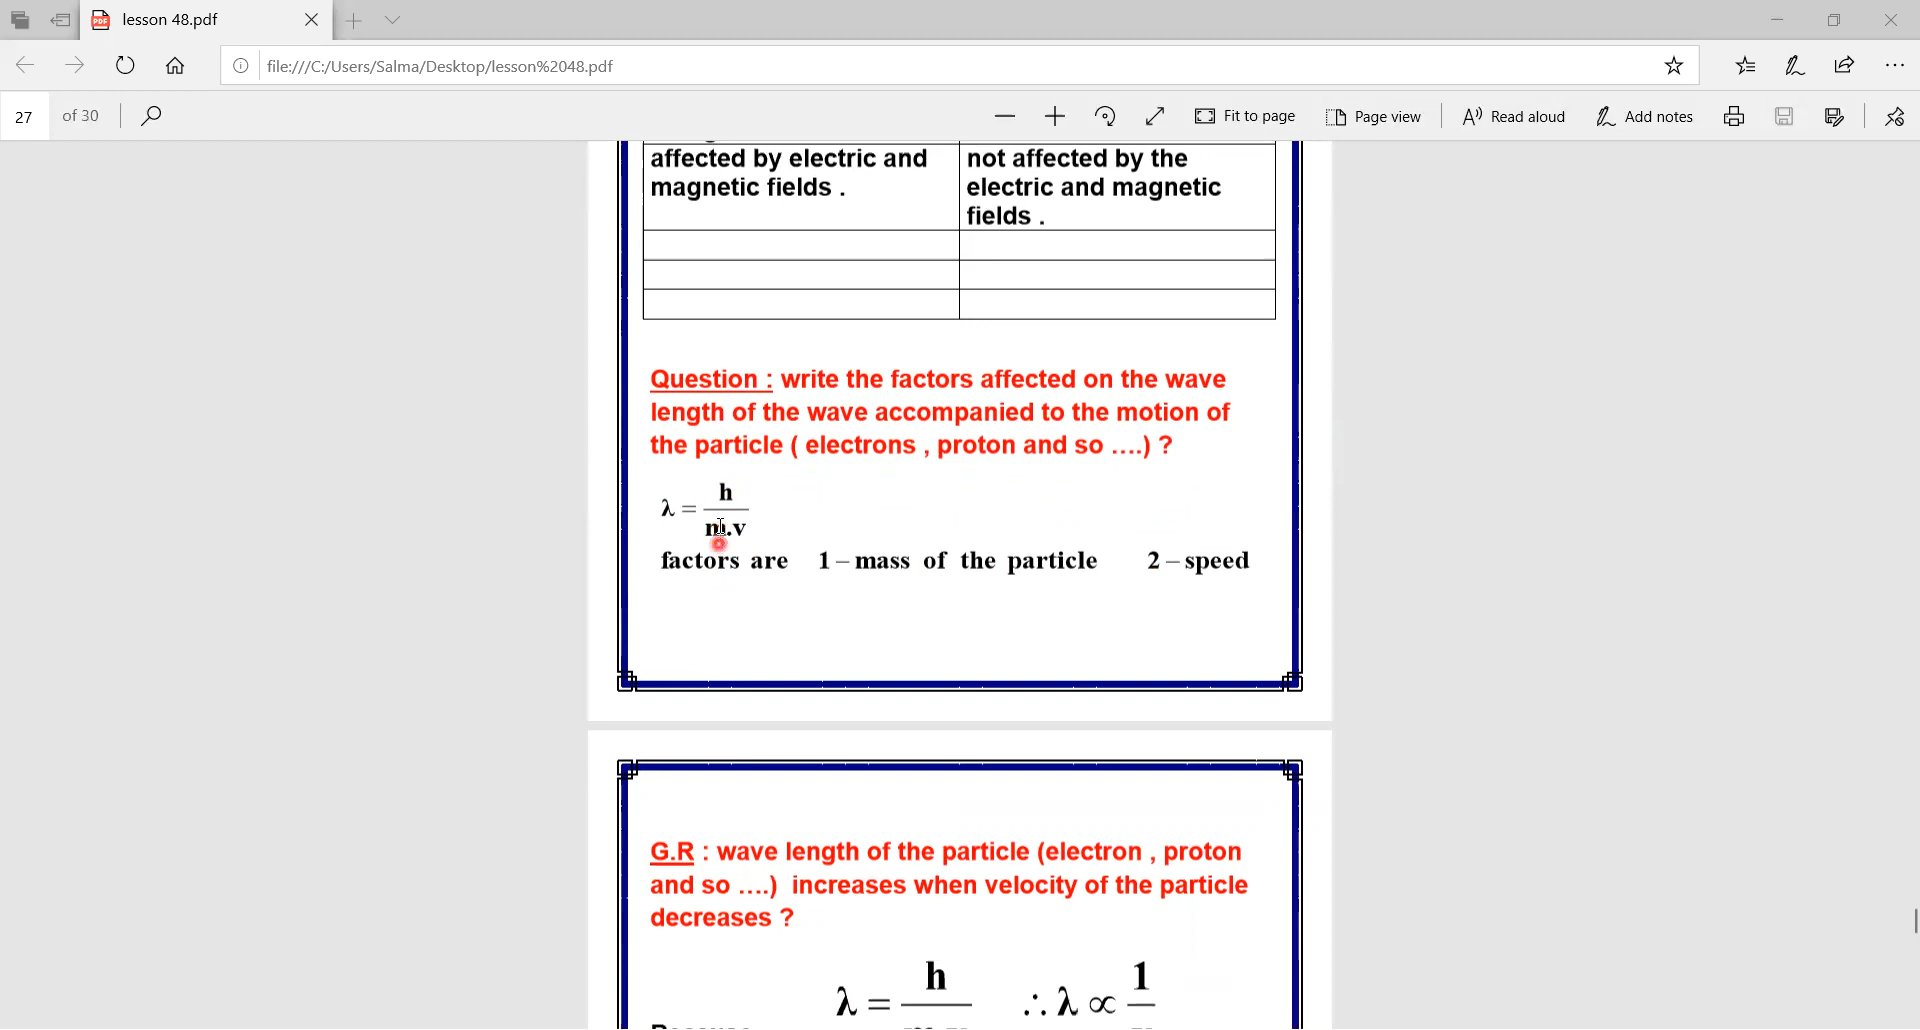 lesson 48.pdf
file:///C:/Users/Salma/Desktop/lesson%2048.pdf
27 of 30 Fit to page Page view Read aloud Add notes
affected by electric and
magnetic fields .
not affected by the
electric and magnetic
fields .
Question : write the factors affected on the wave
length of the wave accompanied to the motion of
the particle ( electrons , proton and so ....) ?
λ = h / m.v
factors are 1 – mass of the particle 2 – speed
G.R : wave length of the particle (electron , proton
and so ....) increases when velocity of the particle
decreases ?
λ = h ∴ λ ∝ 1